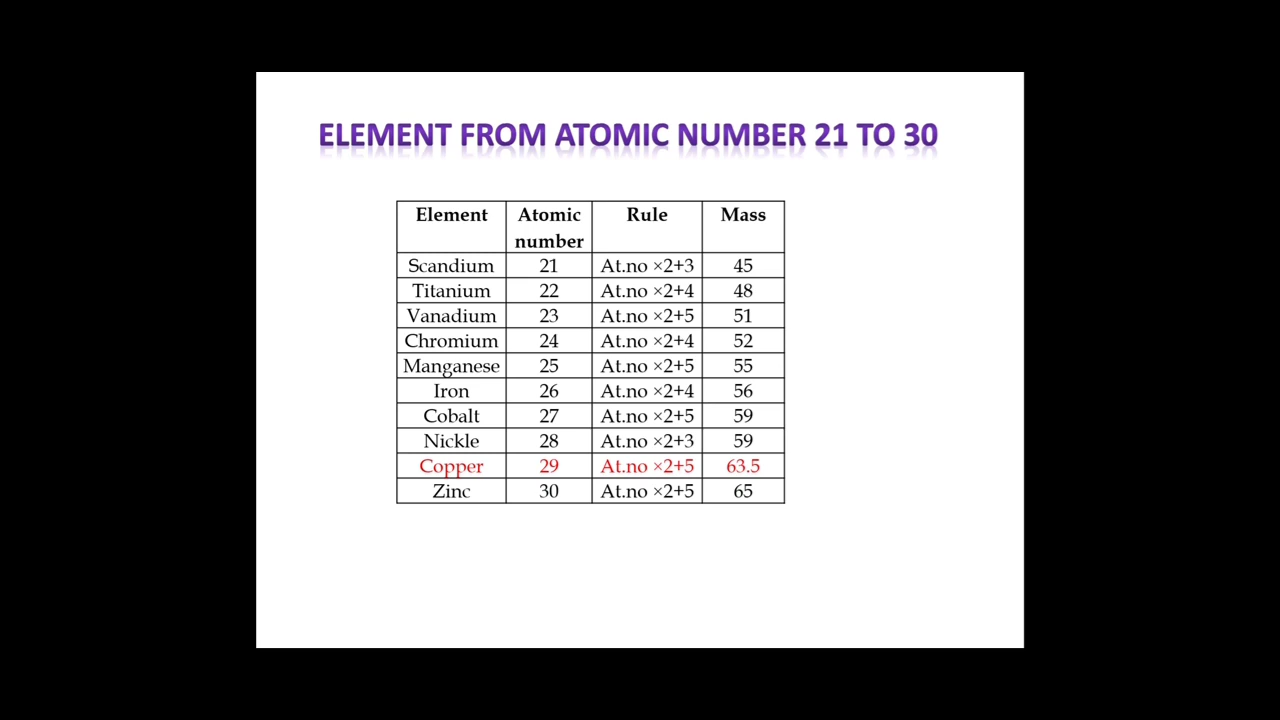 ELEMENT FROM ATOMIC NUMBER 21 TO 30
Element Atomic number Rule Mass
Scandium 21 At.no ×2+3 45
Titanium 22 At.no ×2+4 48
Vanadium 23 At.no ×2+5 51
Chromium 24 At.no ×2+4 52
Manganese 25 At.no ×2+5 55
Iron 26 At.no ×2+4 56
Cobalt 27 At.no ×2+5 59
Nickle 28 At.no ×2+3 59
Copper 29 At.no ×2+5 63.5
Zinc 30 At.no ×2+5 65